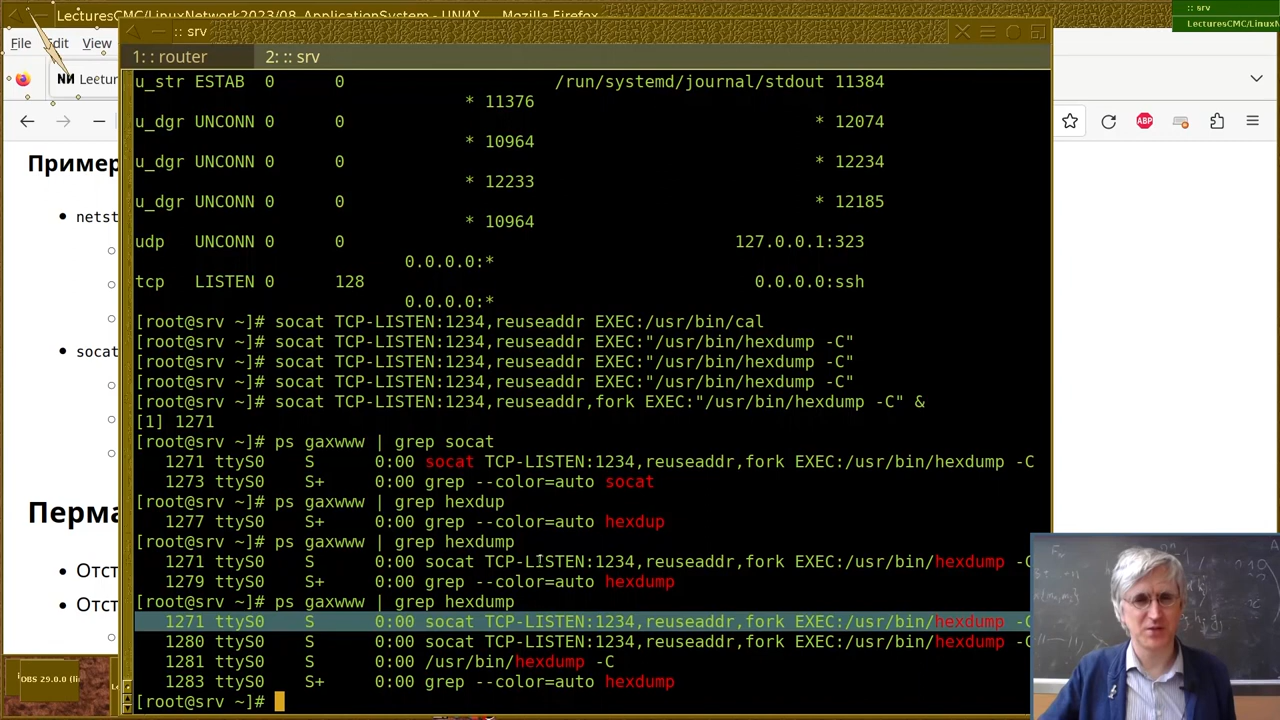 LecturesCMC/LinuxNetwork2023/08_ApplicationSystem - UNИX — Mozilla Firefox
:: srv
LecturesCMC/LinuxN
File Edit View
:: srv
1: : router
2: :: srv
Lectur
ABP
u_str ESTAB 0 0 /run/systemd/journal/stdout 11384
* 11376
u_dgr UNCONN 0 0 * 12074
* 10964
u_dgr UNCONN 0 0 * 12234
* 12233
u_dgr UNCONN 0 0 * 12185
* 10964
udp UNCONN 0 0 127.0.0.1:323
0.0.0.0:*
tcp LISTEN 0 128 0.0.0.0:ssh
0.0.0.0:*
[root@srv ~]# socat TCP-LISTEN:1234,reuseaddr EXEC:/usr/bin/cal
[root@srv ~]# socat TCP-LISTEN:1234,reuseaddr EXEC:"/usr/bin/hexdump -C"
[root@srv ~]# socat TCP-LISTEN:1234,reuseaddr EXEC:"/usr/bin/hexdump -C"
[root@srv ~]# socat TCP-LISTEN:1234,reuseaddr EXEC:"/usr/bin/hexdump -C"
[root@srv ~]# socat TCP-LISTEN:1234,reuseaddr,fork EXEC:"/usr/bin/hexdump -C" &
[1] 1271
[root@srv ~]# ps gaxwww | grep socat
1271 ttyS0 S 0:00 socat TCP-LISTEN:1234,reuseaddr,fork EXEC:/usr/bin/hexdump -C
1273 ttyS0 S+ 0:00 grep --color=auto socat
[root@srv ~]# ps gaxwww | grep hexdup
1277 ttyS0 S+ 0:00 grep --color=auto hexdup
[root@srv ~]# ps gaxwww | grep hexdump
1271 ttyS0 S 0:00 socat TCP-LISTEN:1234,reuseaddr,fork EXEC:/usr/bin/hexdump -C
1279 ttyS0 S+ 0:00 grep --color=auto hexdump
[root@srv ~]# ps gaxwww | grep hexdump
1271 ttyS0 S 0:00 socat TCP-LISTEN:1234,reuseaddr,fork EXEC:/usr/bin/hexdump -C
1280 ttyS0 S 0:00 socat TCP-LISTEN:1234,reuseaddr,fork EXEC:/usr/bin/hexdump -C
1281 ttyS0 S 0:00 /usr/bin/hexdump -C
1283 ttyS0 S+ 0:00 grep --color=auto hexdump
[root@srv ~]#
Пример
netst
socat
Перма
Отст
Отст
OBS 29.0.0 (li